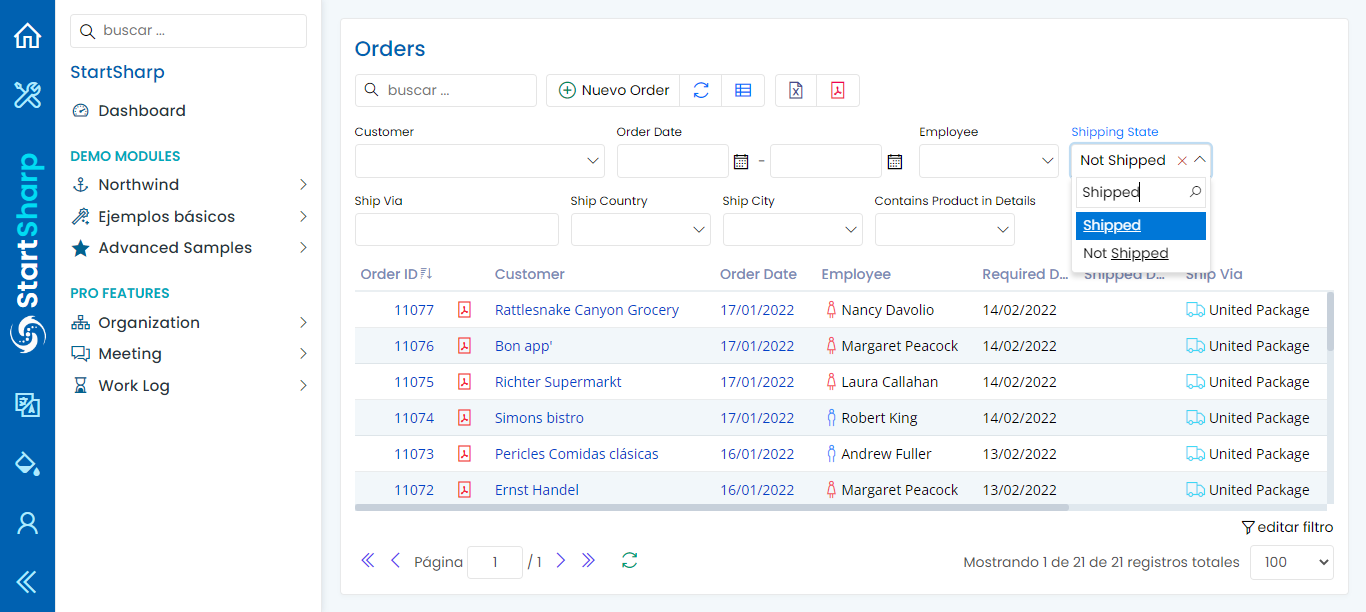 buscar ...
StartSharp
Dashboard
DEMO MODULES
Northwind
Ejemplos básicos
Advanced Samples
PRO FEATURES
Organization
Meeting
Work Log
StartSharp
Orders
buscar ...
Nuevo Order
Customer
Order Date
Employee
Shipping State
-
Not Shipped
Shipped
Shipped
Not Shipped
Ship Via
Ship Country
Ship City
Contains Product in Details
Order ID Customer Order Date Employee Required D... Shipped D... Ship Via
11077 Rattlesnake Canyon Grocery 17/01/2022 Nancy Davolio 14/02/2022 United Package
11076 Bon app' 17/01/2022 Margaret Peacock 14/02/2022 United Package
11075 Richter Supermarkt 17/01/2022 Laura Callahan 14/02/2022 United Package
11074 Simons bistro 17/01/2022 Robert King 14/02/2022 United Package
11073 Pericles Comidas clásicas 16/01/2022 Andrew Fuller 13/02/2022 United Package
11072 Ernst Handel 16/01/2022 Margaret Peacock 13/02/2022 United Package
editar filtro
Página 1 / 1
Mostrando 1 de 21 de 21 registros totales 100